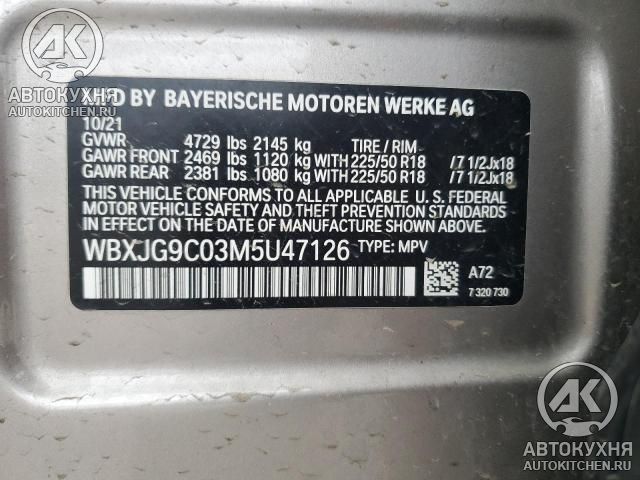 AK
АВТОКУХНЯ
AUTOKITCHEN.RU
MFD BY BAYERISCHE MOTOREN WERKE AG
10/21
GVWR 4729 lbs 2145 kg TIRE / RIM
GAWR FRONT 2469 lbs 1120 kg WITH 225/50 R18 /7 1/2Jx18
GAWR REAR 2381 lbs 1080 kg WITH 225/50 R18 /7 1/2Jx18
THIS VEHICLE CONFORMS TO ALL APPLICABLE U. S. FEDERAL
MOTOR VEHICLE SAFETY AND THEFT PREVENTION STANDARDS
IN EFFECT ON THE DATE OF MANUFACTURE SHOWN ABOVE.
WBXJG9C03M5U47126 TYPE: MPV
A72
7 320 730
AK
АВТОКУХНЯ
AUTOKITCHEN.RU